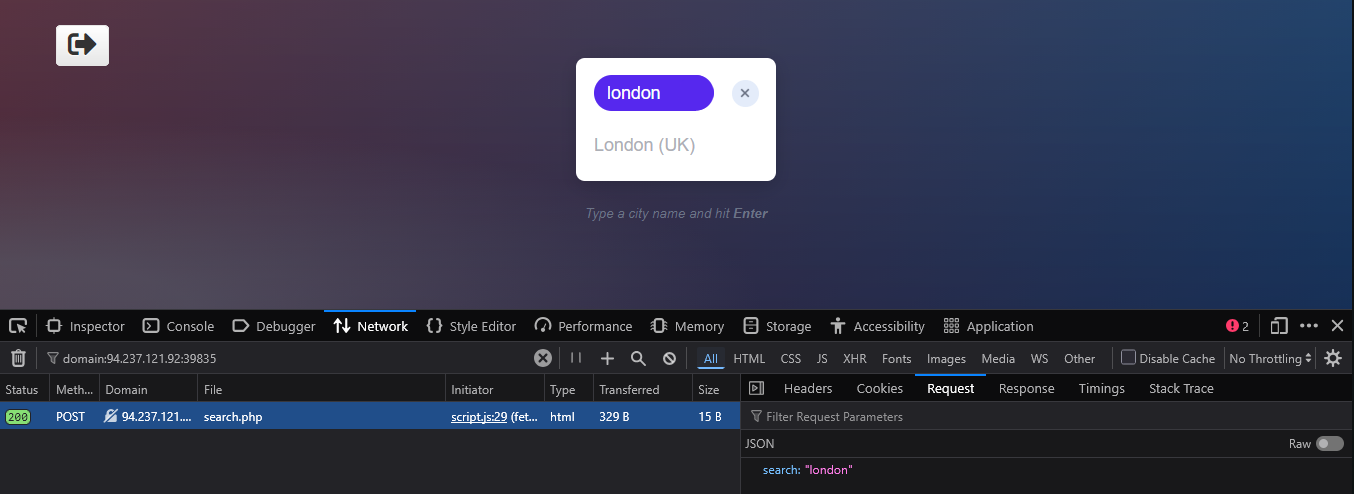 london
London (UK)
Type a city name and hit Enter
Inspector Console Debugger Network Style Editor Performance Memory Storage Accessibility Application 2
domain:94.237.121.92:39835 All HTML CSS JS XHR Fonts Images Media WS Other Disable Cache No Throttling
Status Meth... Domain File Initiator Type Transferred Size Headers Cookies Request Response Timings Stack Trace
200 POST 94.237.121.... search.php script.js:29 (fet... html 329 B 15 B Filter Request Parameters
JSON Raw
search: "london"